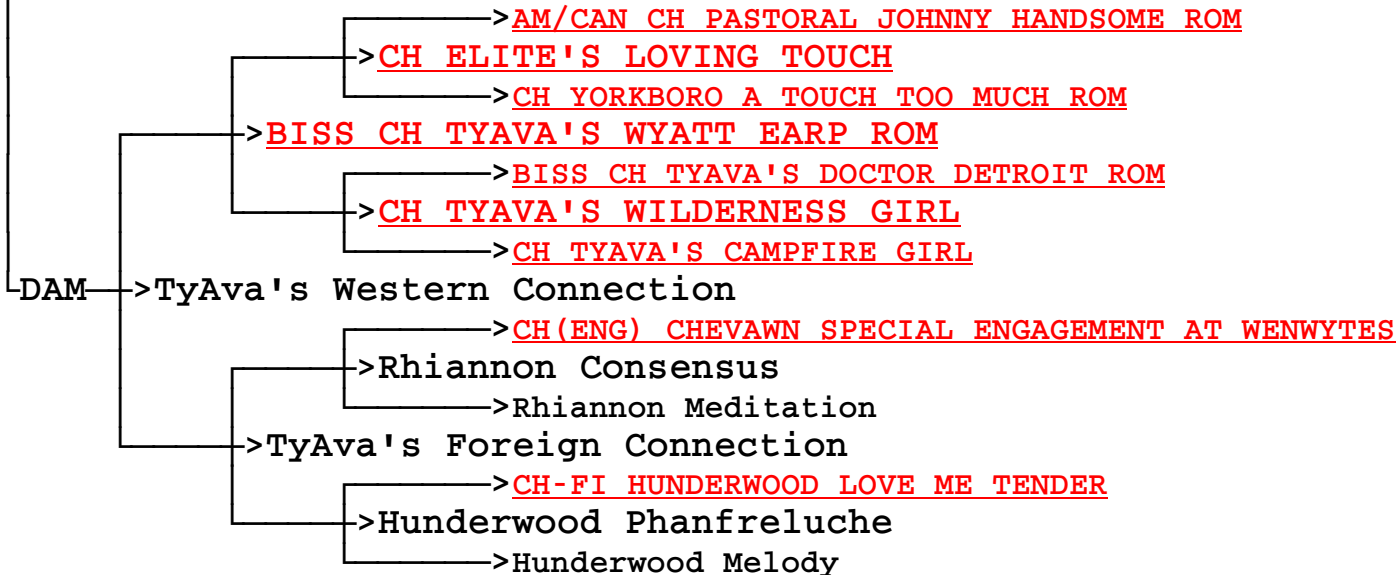 >AM/CAN CH PASTORAL JOHNNY HANDSOME ROM
>CH ELITE'S LOVING TOUCH
>CH YORKBORO A TOUCH TOO MUCH ROM
>BISS CH TYAVA'S WYATT EARP ROM
>BISS CH TYAVA'S DOCTOR DETROIT ROM
>CH TYAVA'S WILDERNESS GIRL
>CH TYAVA'S CAMPFIRE GIRL
DAM >TyAva's Western Connection
>CH(ENG) CHEVAWN SPECIAL ENGAGEMENT AT WENWYTES
>Rhiannon Consensus
>Rhiannon Meditation
>TyAva's Foreign Connection
>CH-FI HUNDERWOOD LOVE ME TENDER
>Hunderwood Phanfreluche
>Hunderwood Melody